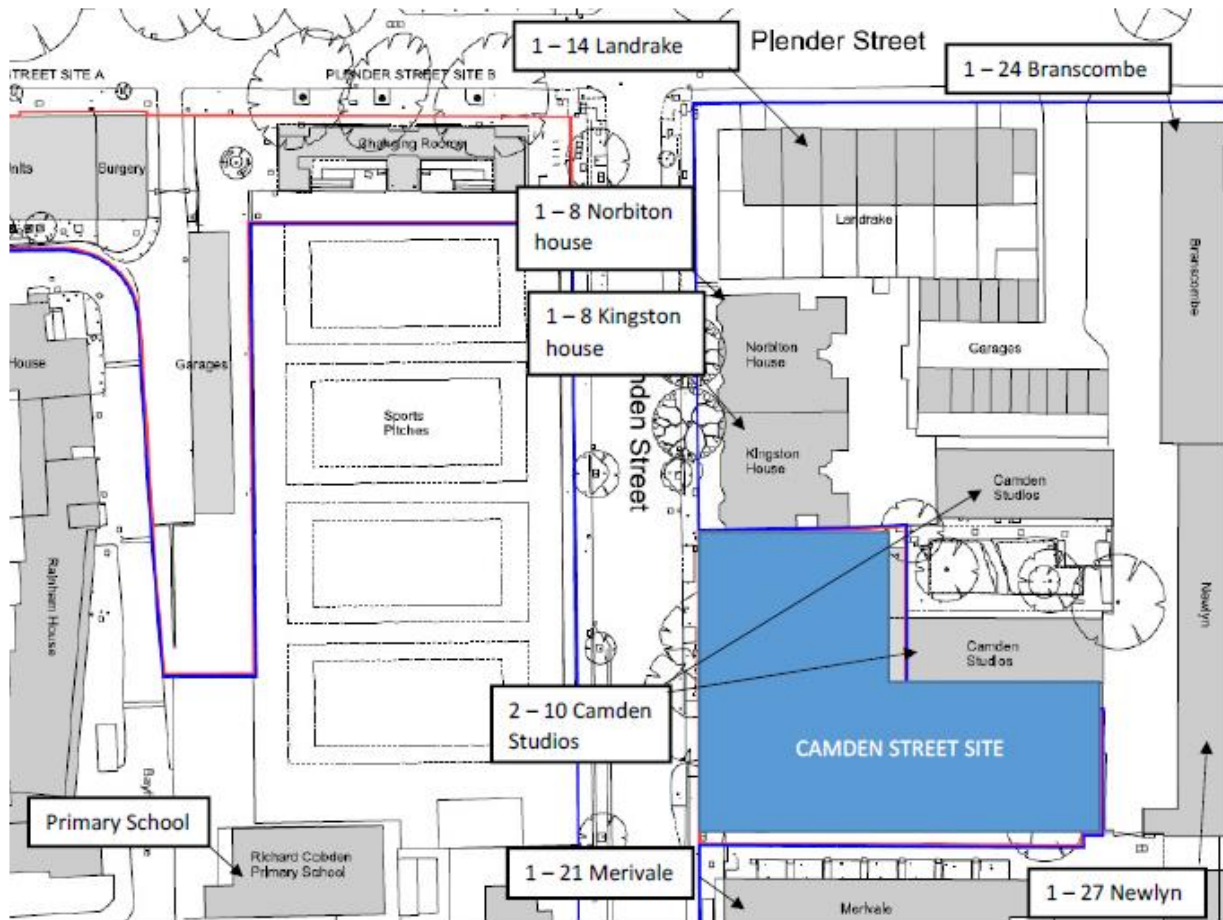 1 – 14 Landrake
Plender Street
1 – 24 Branscombe
STREET SITE A
PLENDER STREET SITE B
Changing Rooms
Surgery
1 – 8 Norbiton
house
Landrake
Branscombe
1 – 8 Kingston
house
Norbiton
House
Garages
House
Garages
Sports
Pitches
den Street
Kingston
House
Camden
Studios
Rainham House
Newlyn
Camden
Studios
2 – 10 Camden
Studios
CAMDEN STREET SITE
Primary School
Richard Cobden
Primary School
1 – 21 Merivale
1 – 27 Newlyn
Merivale